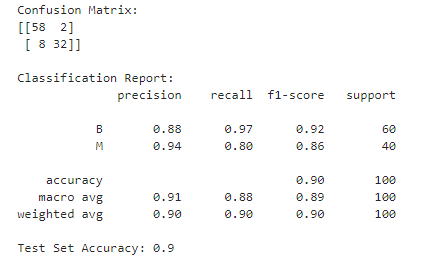 Confusion Matrix:
[[58  2]
 [ 8 32]]
Classification Report:
              precision    recall  f1-score   support
           B       0.88      0.97      0.92        60
           M       0.94      0.80      0.86        40
    accuracy                           0.90       100
   macro avg       0.91      0.88      0.89       100
weighted avg       0.90      0.90      0.90       100
Test Set Accuracy: 0.9